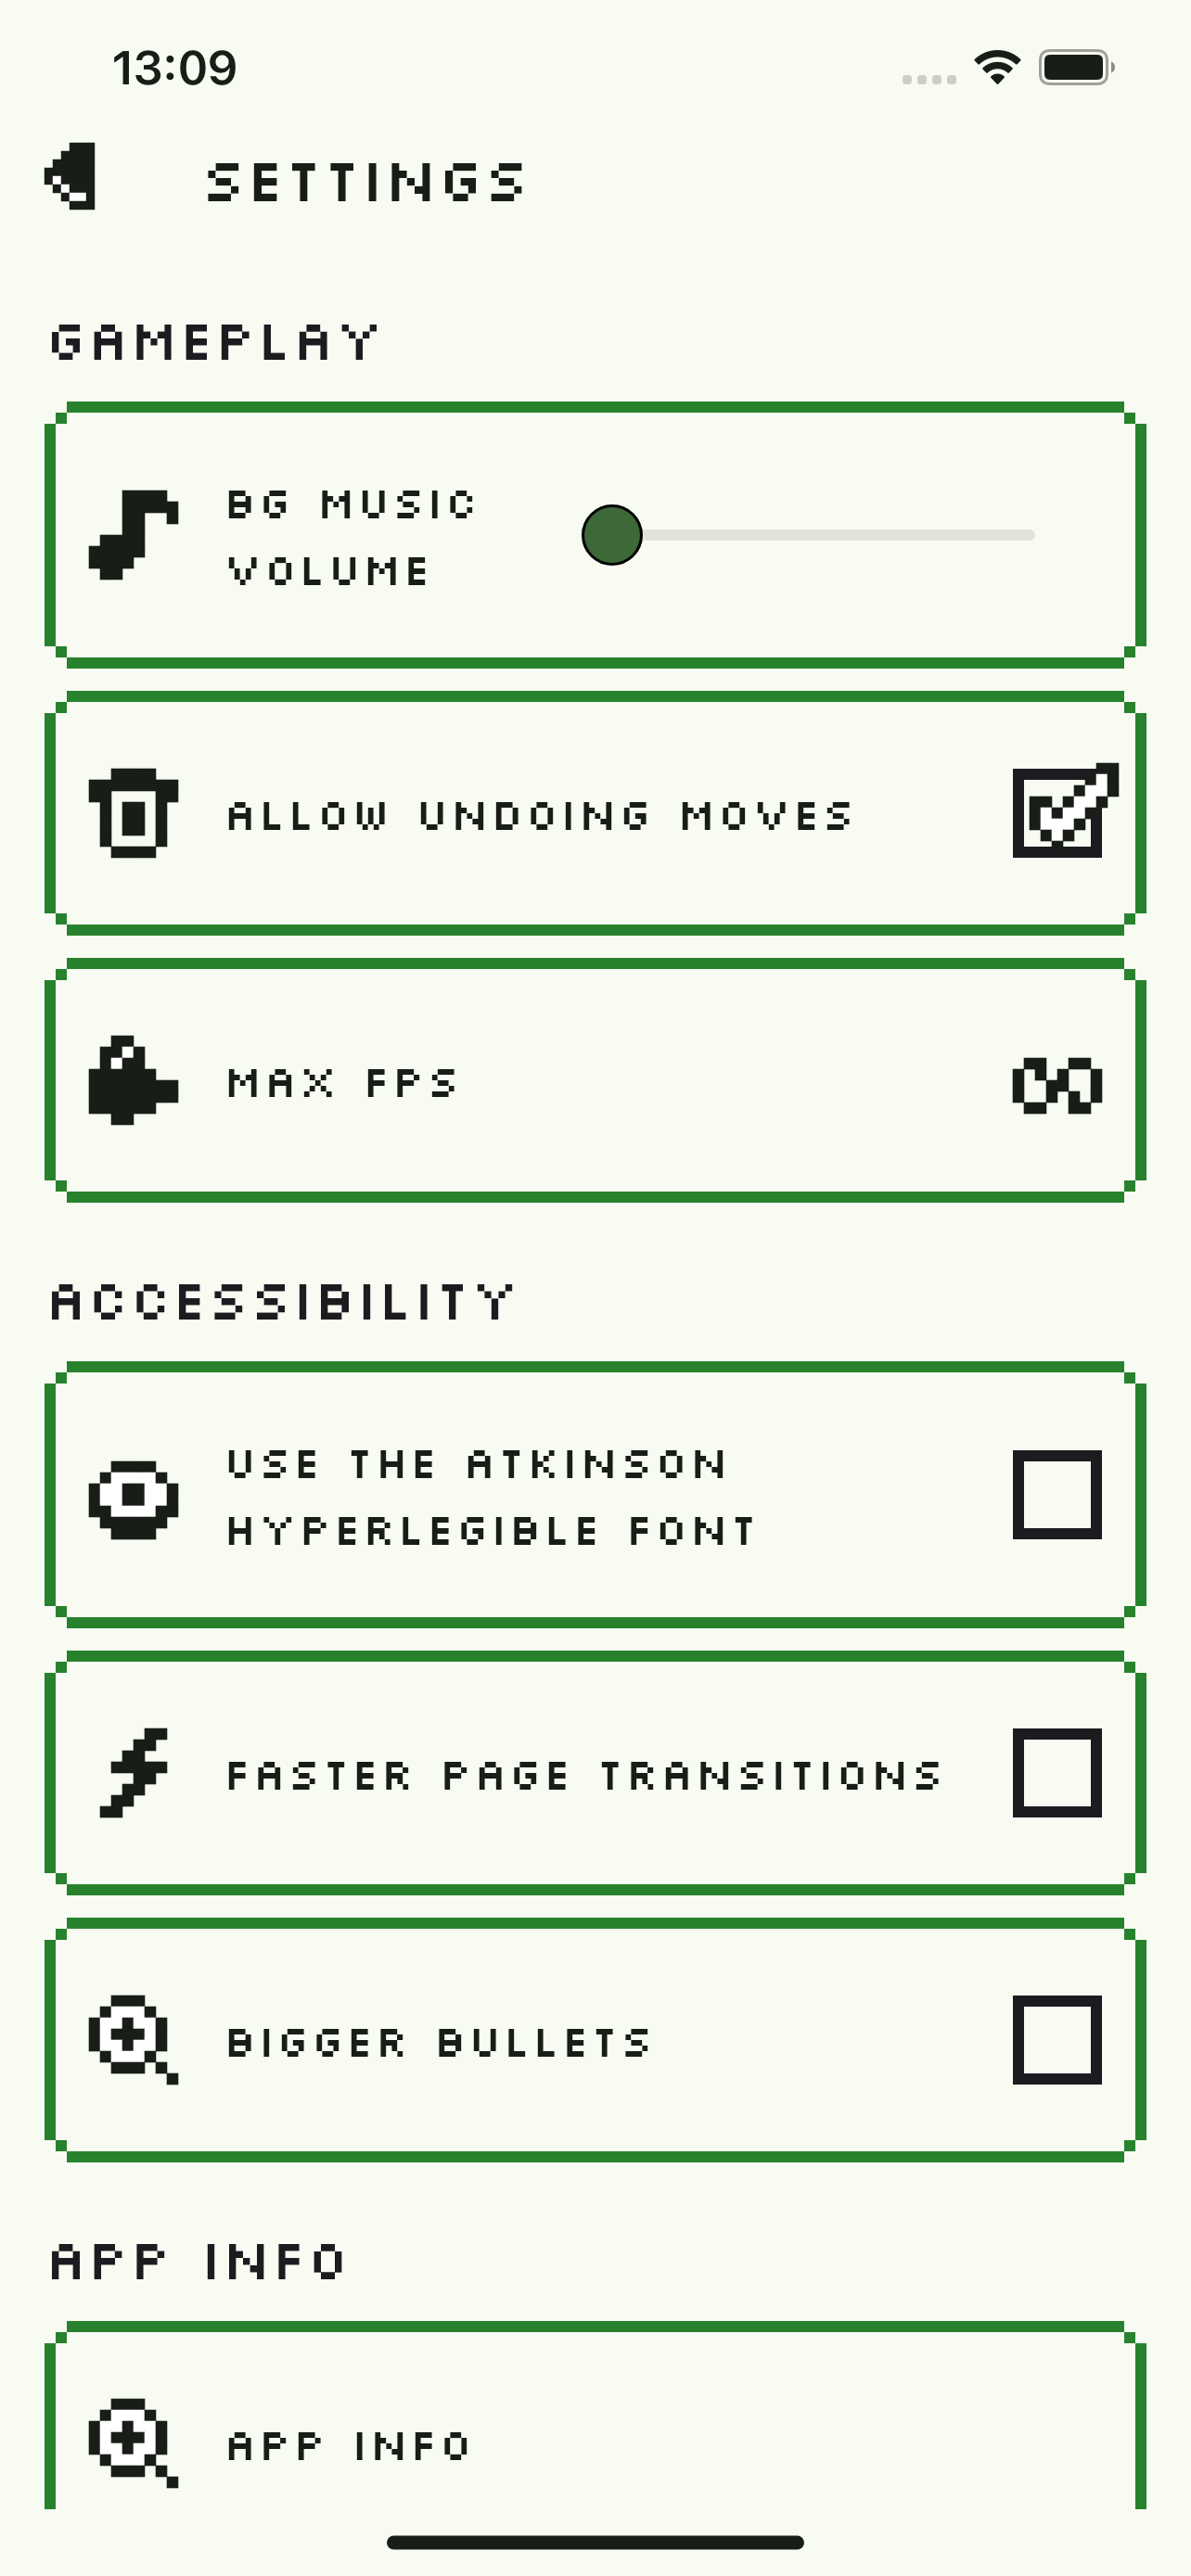 13:09
SETTINGS
GAMEPLAY
BG MUSIC
VOLUME
ALLOW UNDOING MOVES
MAX FPS
∞
ACCESSIBILITY
USE THE ATKINSON
HYPERLEGIBLE FONT
FASTER PAGE TRANSITIONS
BIGGER BULLETS
APP INFO
APP INFO